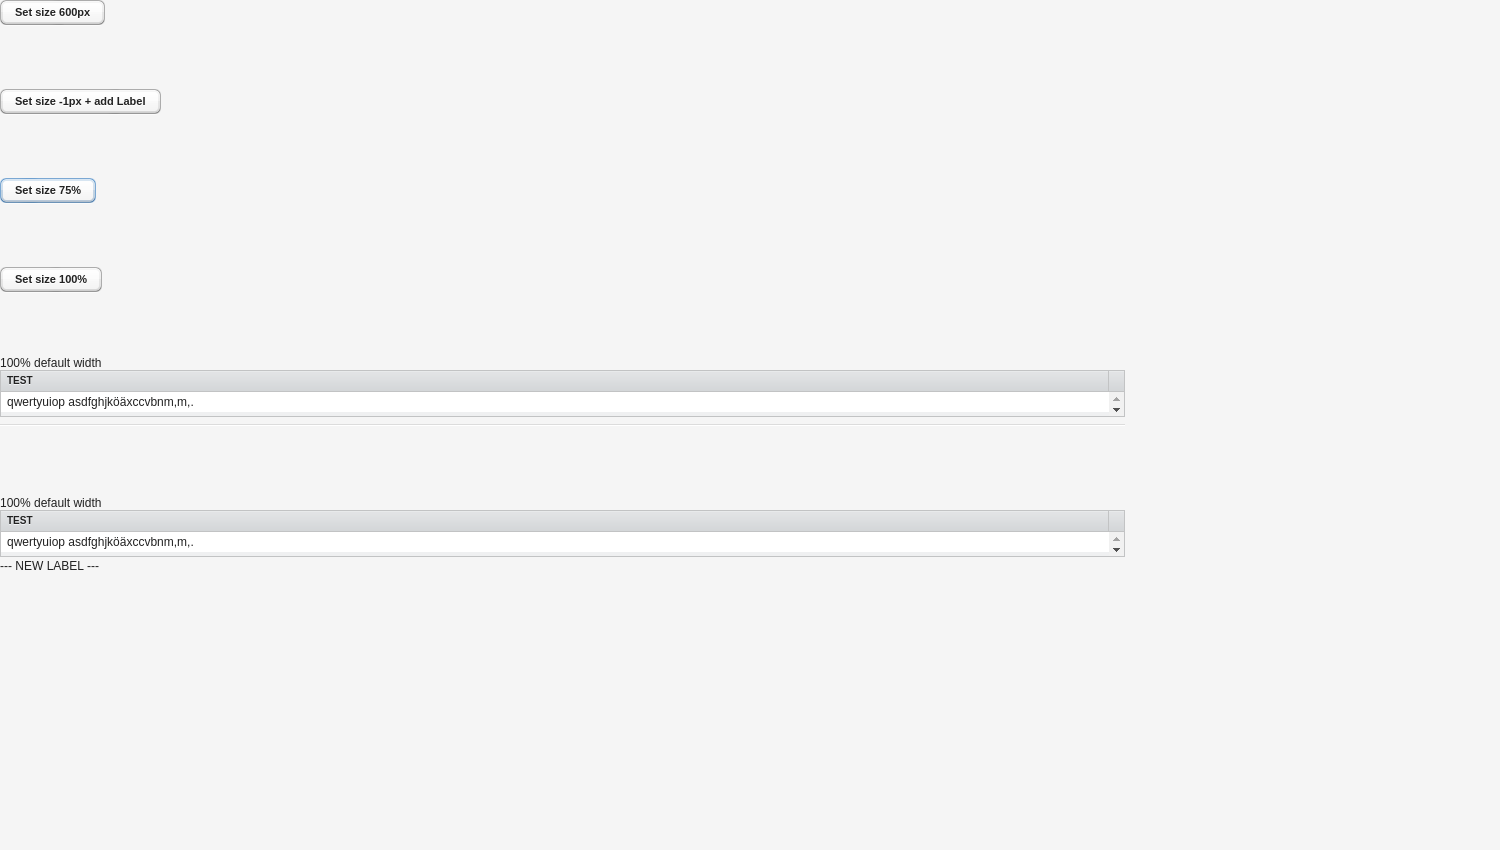 Set size 600px
Set size -1px + add Label
Set size 75%
Set size 100%
100% default width
TEST
qwertyuiop asdfghjköäxccvbnm,m,.
100% default width
TEST
qwertyuiop asdfghjköäxccvbnm,m,.
--- NEW LABEL ---